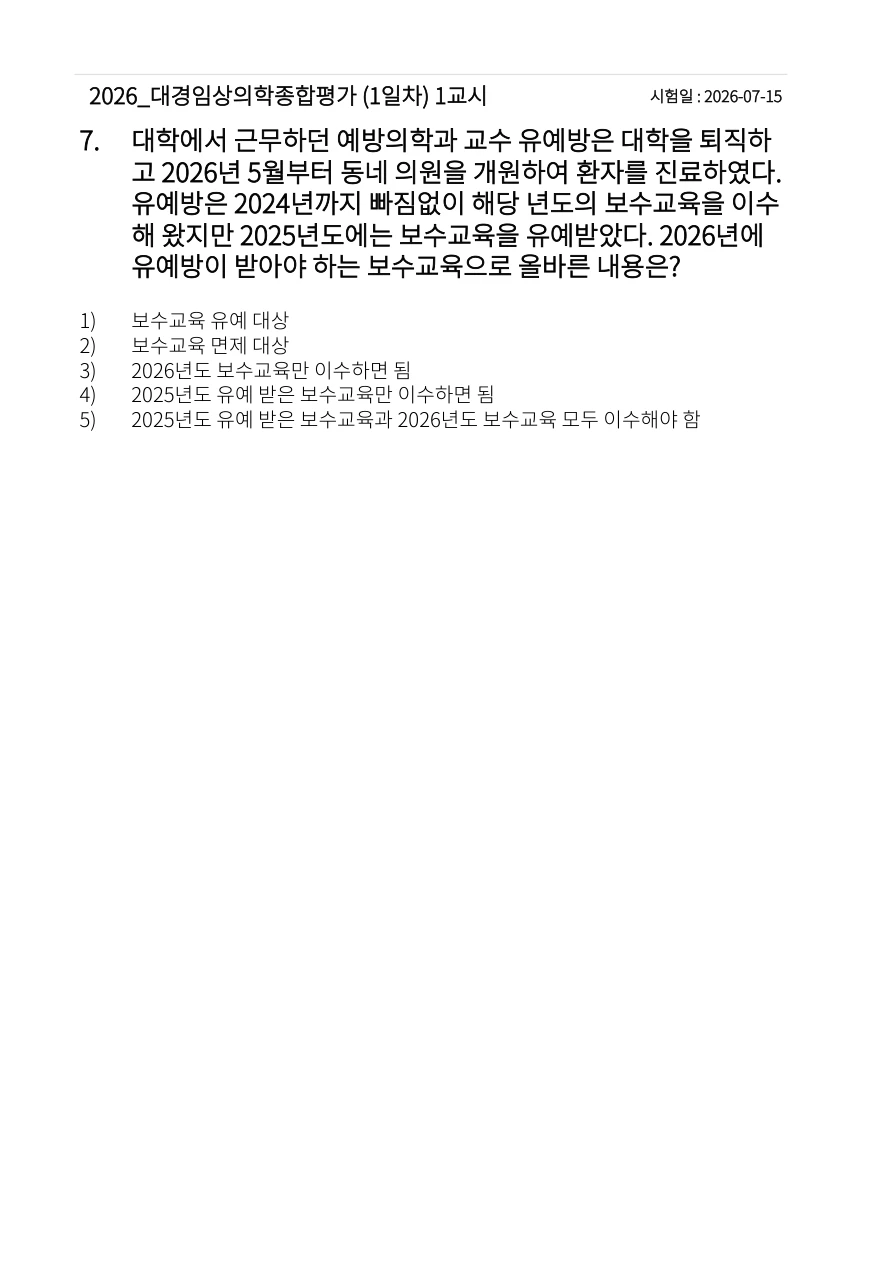 2026_대경임상의학종합평가 (1일차) 1교시
시험일 : 2026-07-15
7. 대학에서 근무하던 예방의학과 교수 유예방은 대학을 퇴직하
고 2026년 5월부터 동네 의원을 개원하여 환자를 진료하였다.
유예방은 2024년까지 빠짐없이 해당 년도의 보수교육을 이수
해 왔지만 2025년도에는 보수교육을 유예받았다. 2026년에
유예방이 받아야 하는 보수교육으로 올바른 내용은?
1) 보수교육 유예 대상
2) 보수교육 면제 대상
3) 2026년도 보수교육만 이수하면 됨
4) 2025년도 유예 받은 보수교육만 이수하면 됨
5) 2025년도 유예 받은 보수교육과 2026년도 보수교육 모두 이수해야 함